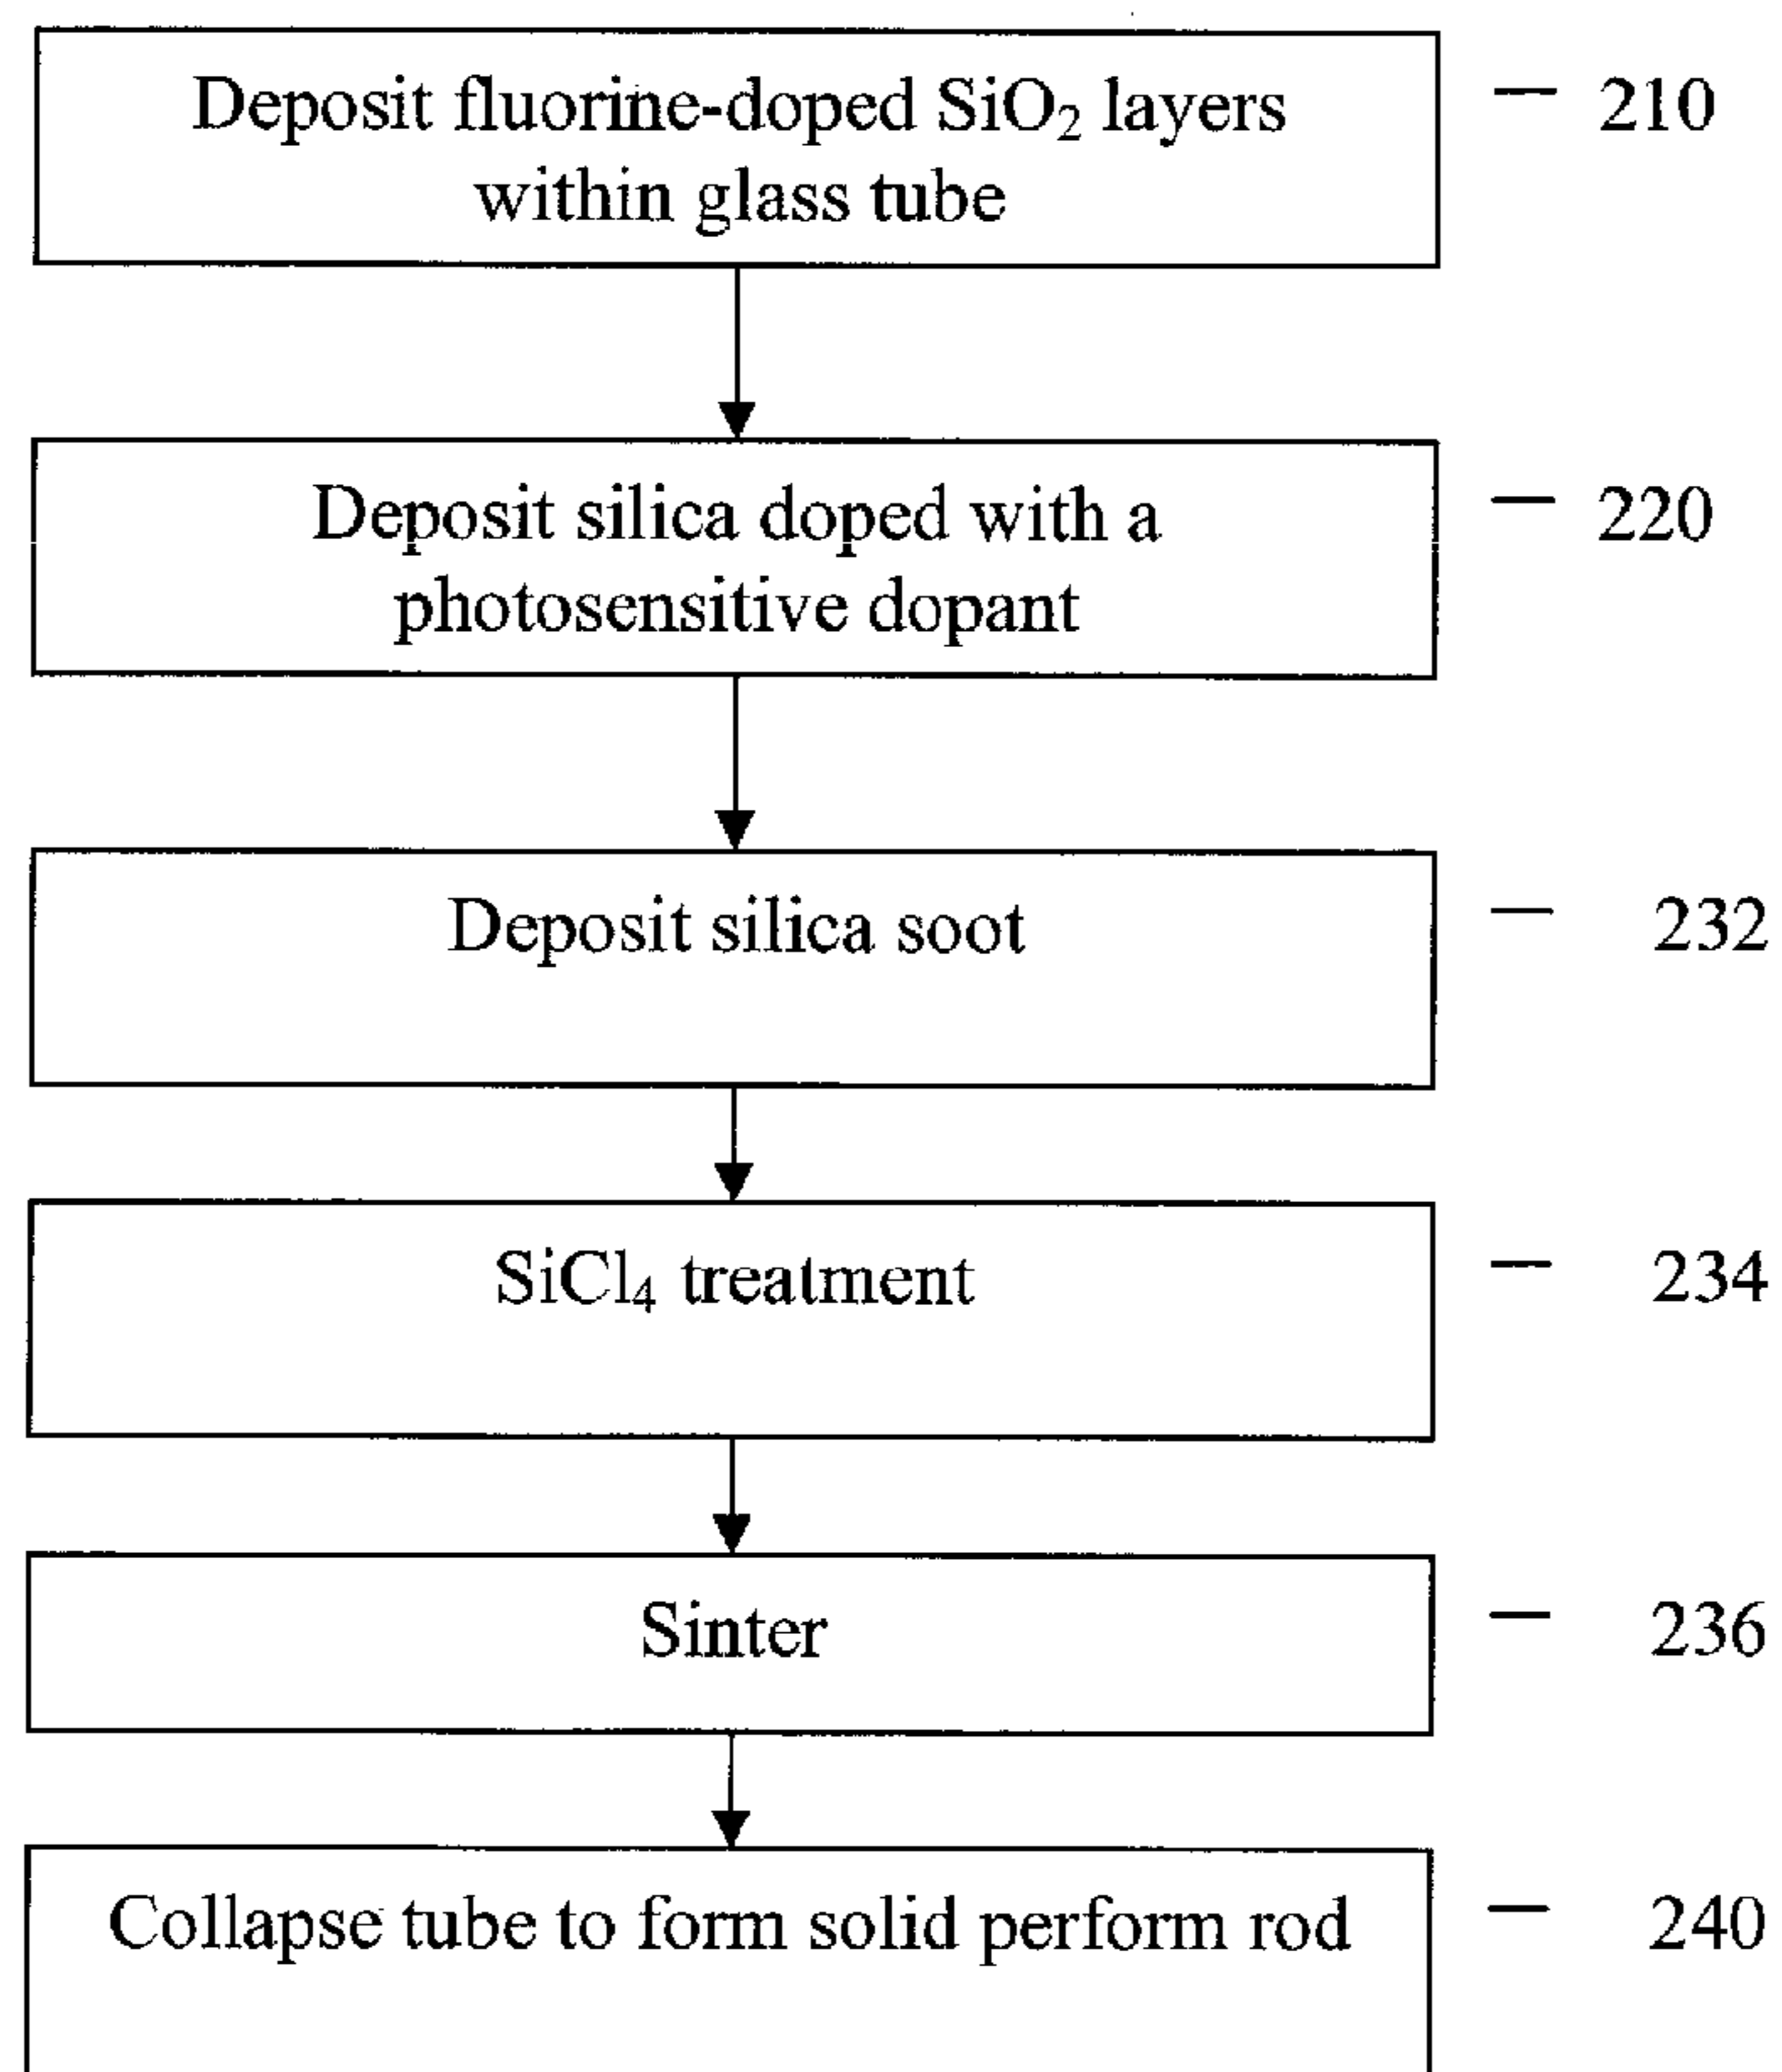 Deposit fluorine-doped SiO₂ layers
within glass tube
210
Deposit silica doped with a
photosensitive dopant
220
Deposit silica soot
232
SiCl₄ treatment
234
Sinter
236
Collapse tube to form solid perform rod
240